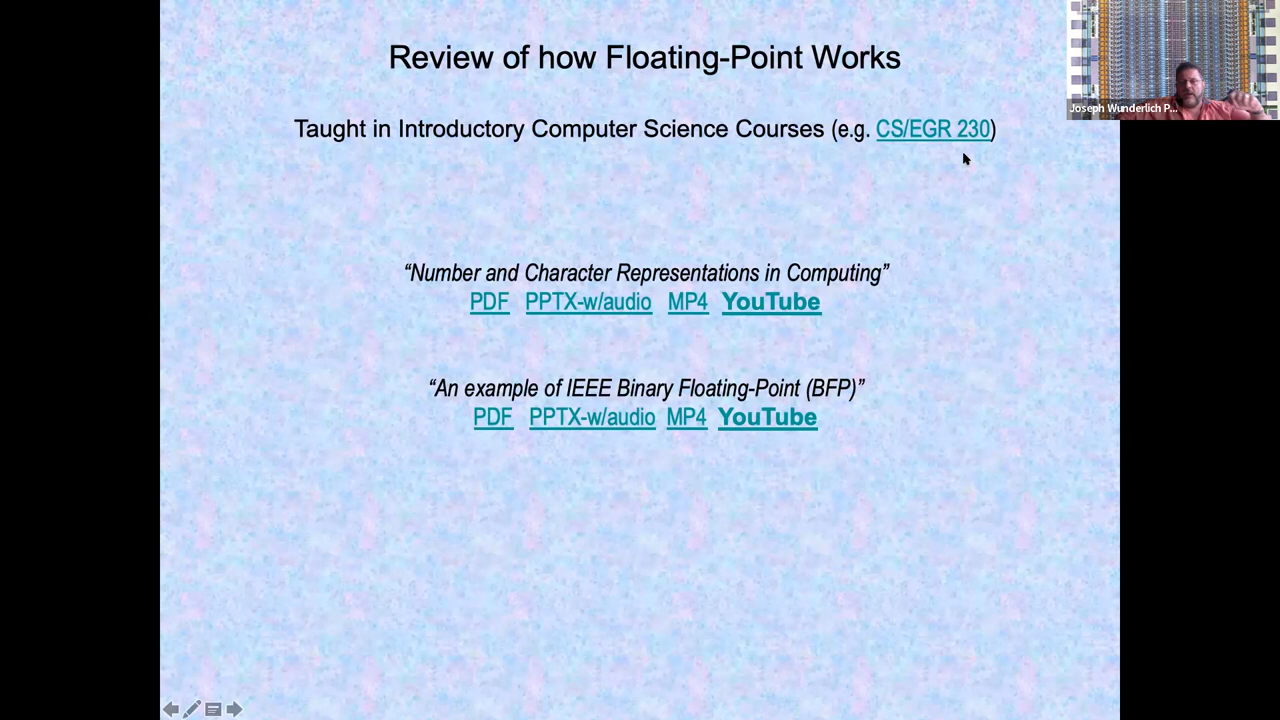 Review of how Floating-Point Works
Joseph Wunderlich P...
Taught in Introductory Computer Science Courses (e.g. CS/EGR 230)
“Number and Character Representations in Computing”
PDF PPTX-w/audio MP4 YouTube
“An example of IEEE Binary Floating-Point (BFP)”
PDF PPTX-w/audio MP4 YouTube